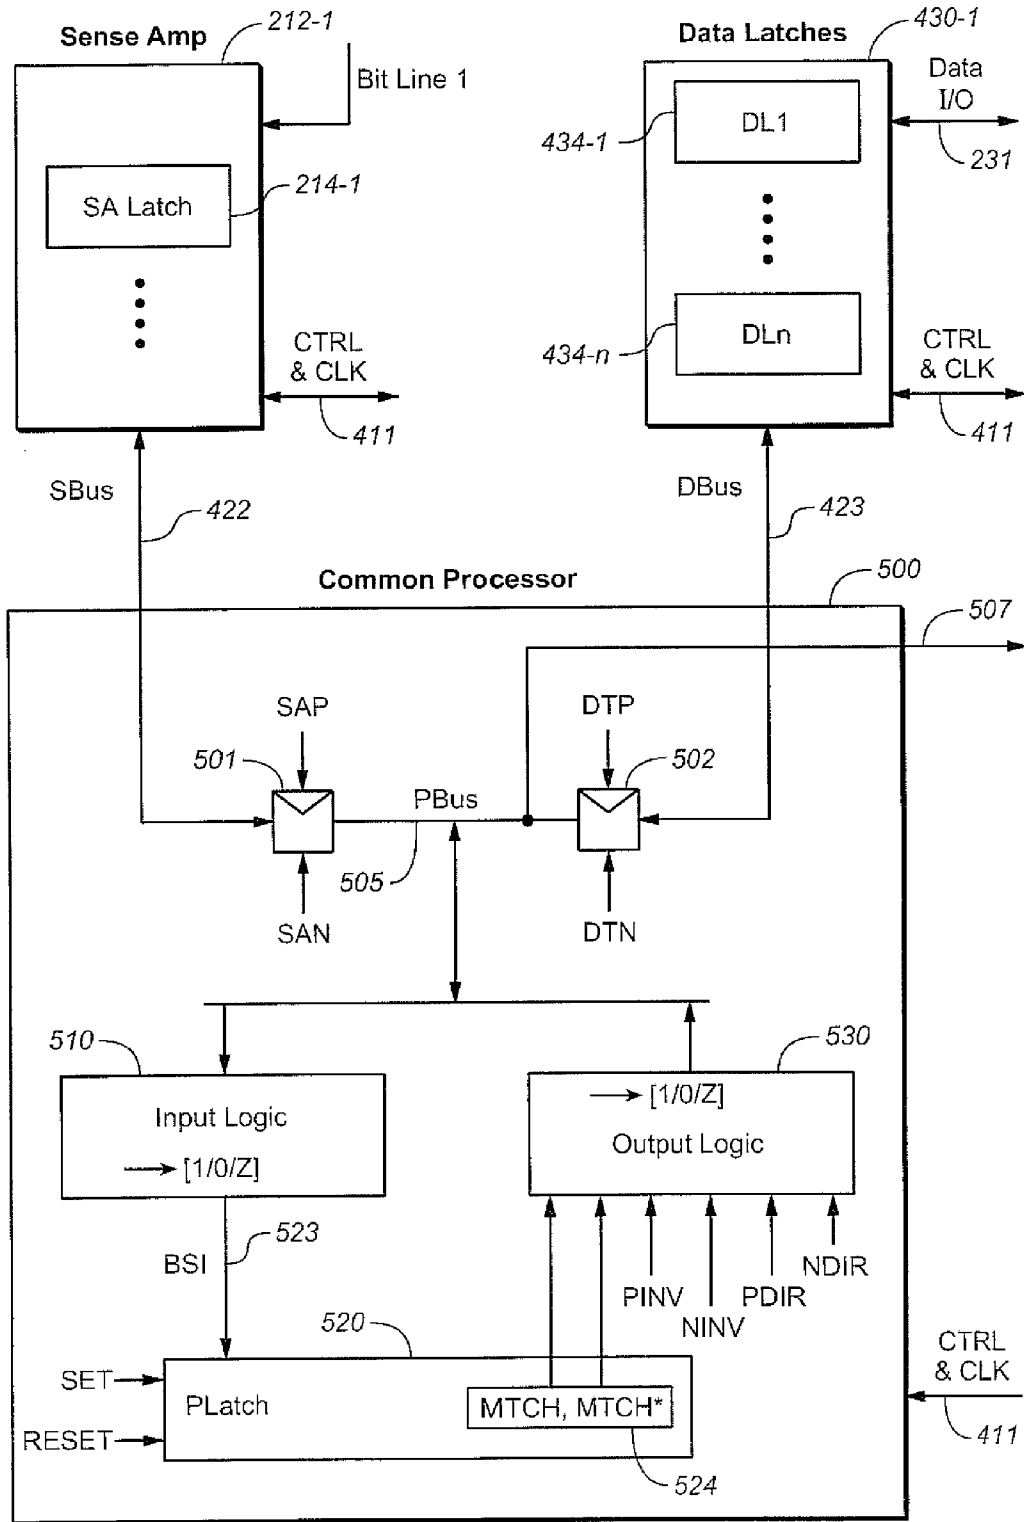 Sense Amp
212-1
Bit Line 1
SA Latch
214-1
CTRL
& CLK
411
SBus
422
Data Latches
430-1
Data
I/O
231
434-1
DL1
434-n
DLn
CTRL
& CLK
411
DBus
423
Common Processor
500
507
SAP
501
SAN
PBus
505
DTP
502
DTN
510
Input Logic
[1/0/Z]
530
[1/0/Z]
Output Logic
BSI
523
PINV
NINV
PDIR
NDIR
520
SET
RESET
PLatch
MTCH, MTCH*
524
CTRL
& CLK
411